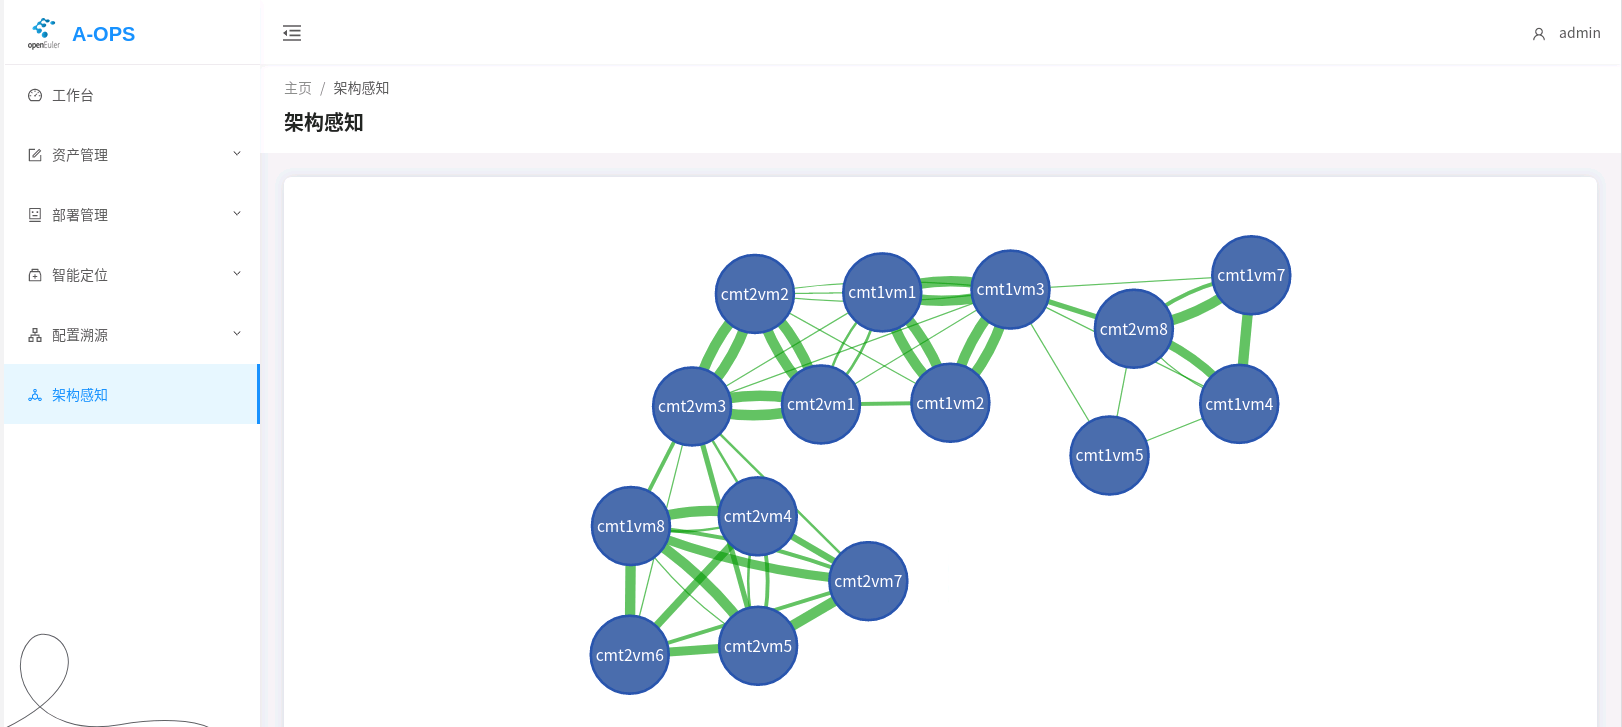 openEuler
A-OPS
admin
工作台
资产管理
部署管理
智能定位
配置溯源
架构感知
主页 / 架构感知
架构感知
cmt1vm7
cmt1vm3
cmt1vm1
cmt2vm2
cmt2vm8
cmt1vm2
cmt1vm4
cmt2vm1
cmt2vm3
cmt1vm5
cmt2vm4
cmt1vm8
cmt2vm7
cmt2vm5
cmt2vm6